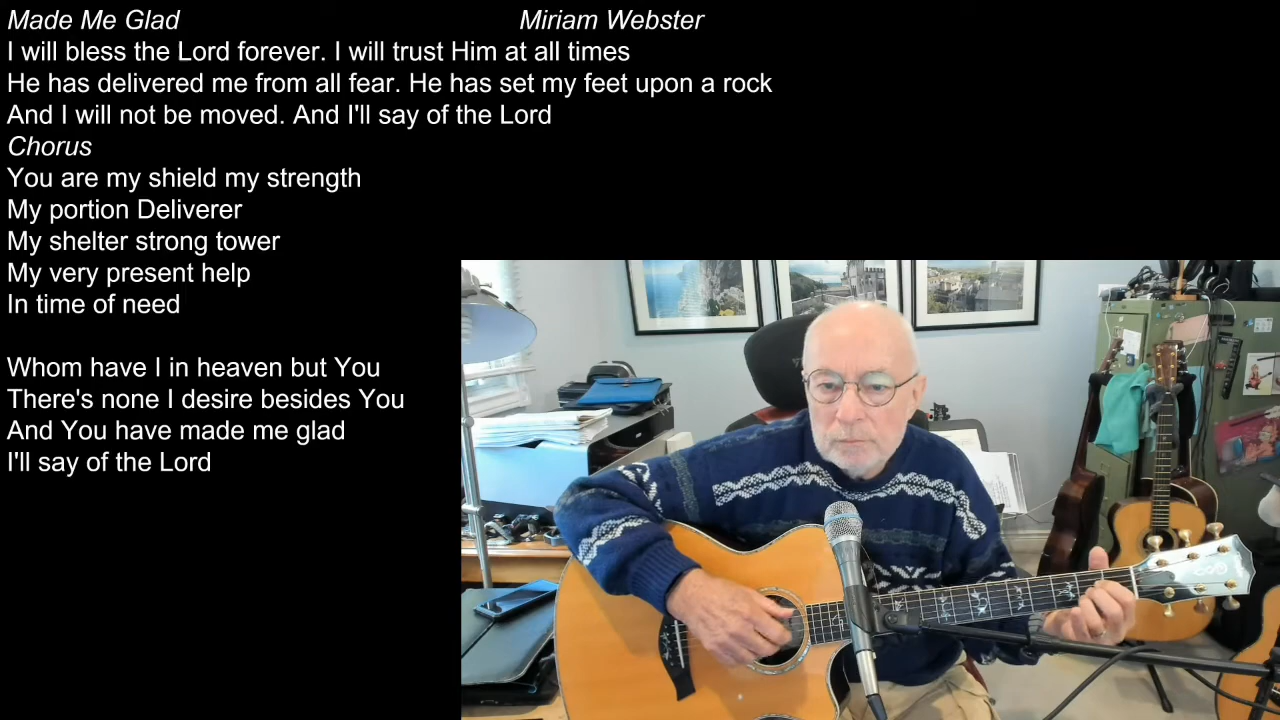 Made Me Glad Miriam Webster
I will bless the Lord forever. I will trust Him at all times
He has delivered me from all fear. He has set my feet upon a rock
And I will not be moved. And I'll say of the Lord
Chorus
You are my shield my strength
My portion Deliverer
My shelter strong tower
My very present help
In time of need
Whom have I in heaven but You
There's none I desire besides You
And You have made me glad
I'll say of the Lord